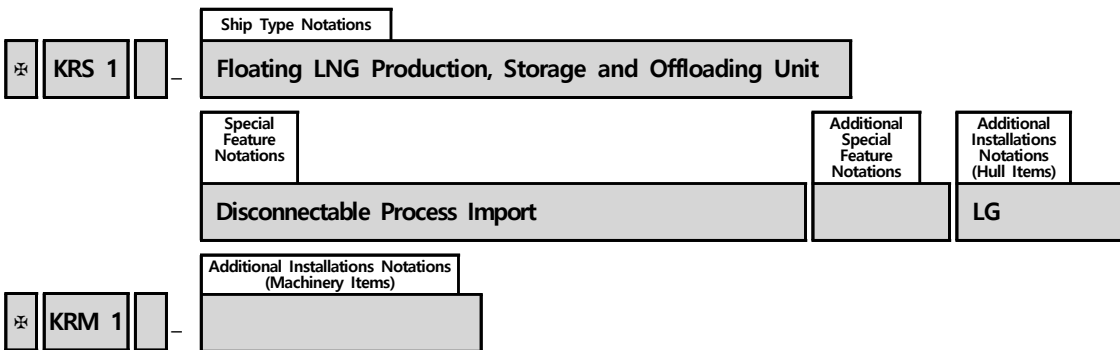 Ship Type Notations
✠ KRS 1 _ Floating LNG Production, Storage and Offloading Unit
Special
Feature
Notations
Additional
Special
Feature
Notations
Additional
Installations
Notations
(Hull Items)
Disconnectable Process Import
LG
Additional Installations Notations
(Machinery Items)
✠ KRM 1 _